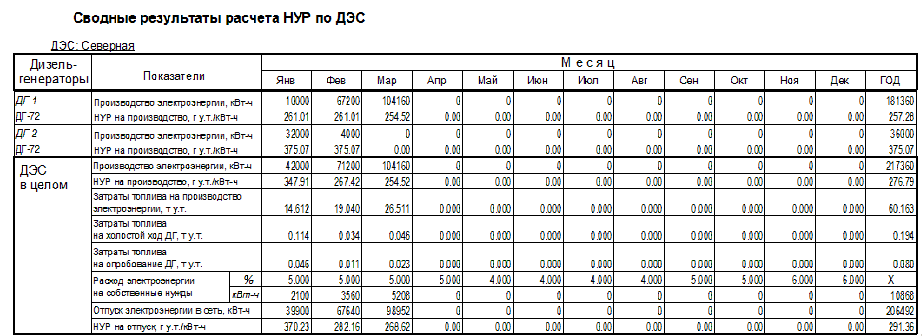 Сводные результаты расчета НУР по ДЭС
ДЭС: Северная
Дизель-генераторы Показатели Месяц
Янв Фев Мар Апр Май Июн Июл Авг Сен Окт Ноя Дек ГОД
ДГ 1 Производство электроэнергии, кВт-ч 10000 67200 104160 0 0 0 0 0 0 0 0 0 181360
ДГ-72 НУР на производство, г у.т./кВт-ч 261.01 261.01 254.52 0.00 0.00 0.00 0.00 0.00 0.00 0.00 0.00 0.00 257.28
ДГ 2 Производство электроэнергии, кВт-ч 32000 4000 0 0 0 0 0 0 0 0 0 0 36000
ДГ-72 НУР на производство, г у.т./кВт-ч 375.07 375.07 0.00 0.00 0.00 0.00 0.00 0.00 0.00 0.00 0.00 0.00 375.07
ДЭС в целом Производство электроэнергии, кВт-ч 42000 71200 104160 0 0 0 0 0 0 0 0 0 217360
НУР на производство, г у.т./кВт-ч 347.91 267.42 254.52 0.00 0.00 0.00 0.00 0.00 0.00 0.00 0.00 0.00 276.79
Затраты топлива на производство
электроэнергии, т у.т. 14.612 19.040 26.511 0.000 0.000 0.000 0.000 0.000 0.000 0.000 0.000 0.000 60.163
Затраты топлива
на холостой ход ДГ, т у.т. 0.114 0.034 0.046 0.000 0.000 0.000 0.000 0.000 0.000 0.000 0.000 0.000 0.194
Затраты топлива
на опробование ДГ, т у.т. 0.046 0.011 0.023 0.000 0.000 0.000 0.000 0.000 0.000 0.000 0.000 0.000 0.080
Расход электроэнергии % 5.000 5.000 5.000 5.000 4.000 4.000 4.000 4.000 5.000 5.000 6.000 6.000 X
на собственные нужды кВт-ч 2100 3560 5208 0 0 0 0 0 0 0 0 0 10868
Отпуск электроэнергии в сеть, кВт-ч 39900 67640 98952 0 0 0 0 0 0 0 0 0 206492
НУР на отпуск, г у.т./кВт-ч 370.23 282.16 268.62 0.00 0.00 0.00 0.00 0.00 0.00 0.00 0.00 0.00 291.36